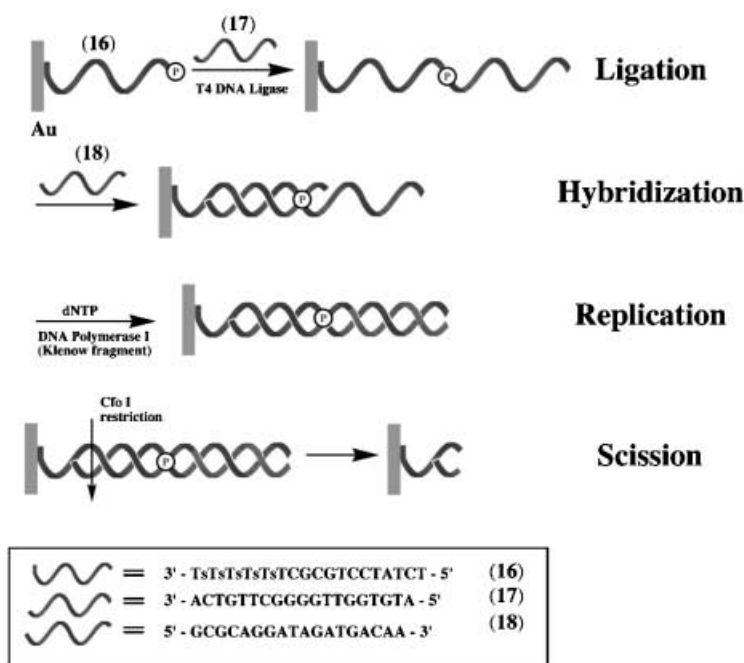 (16)
(17)
P
T4 DNA Ligase
P
Ligation
Au
(18)
P
Hybridization
dNTP
DNA Polymerase I
(Klenow fragment)
P
Replication
Cfo I
restriction
P
Scission
= 3' - TsTsTsTsTsTCGCGTCCTATCT - 5' (16)
= 3' - ACTGTTCGGGGTTGGTGTA - 5' (17)
= 5' - GCGCAGGATAGATGACAA - 3' (18)